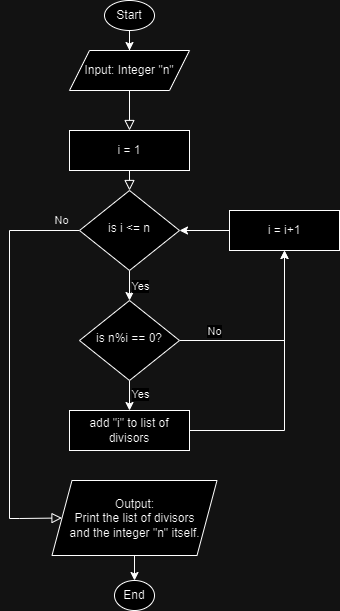 Start
Input: Integer "n"
i = 1
is i <= n
No
i = i+1
Yes
is n%i == 0?
No
Yes
add "i" to list of
divisors
Output:
Print the list of divisors
and the integer "n" itself.
End